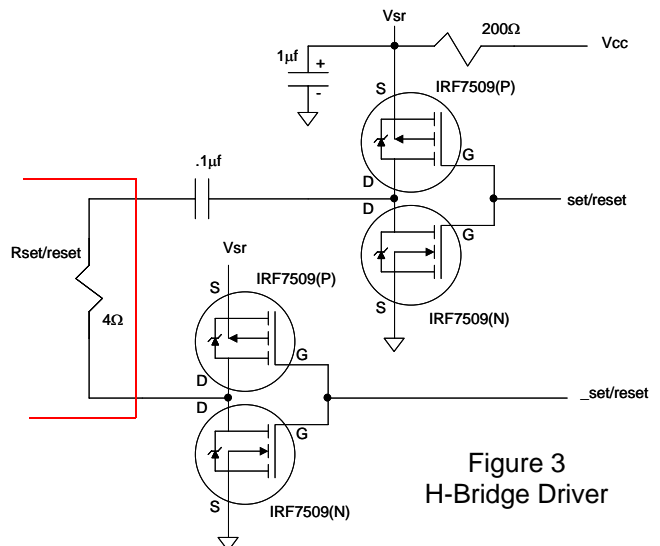 Vsr
200Ω
Vcc
1µf
+
-
S
IRF7509(P)
G
D
.1µf
D
set/reset
G
S
IRF7509(N)
Rset/reset
4Ω
Vsr
IRF7509(P)
S
G
D
D
_set/reset
G
S
IRF7509(N)
Figure 3
H-Bridge Driver